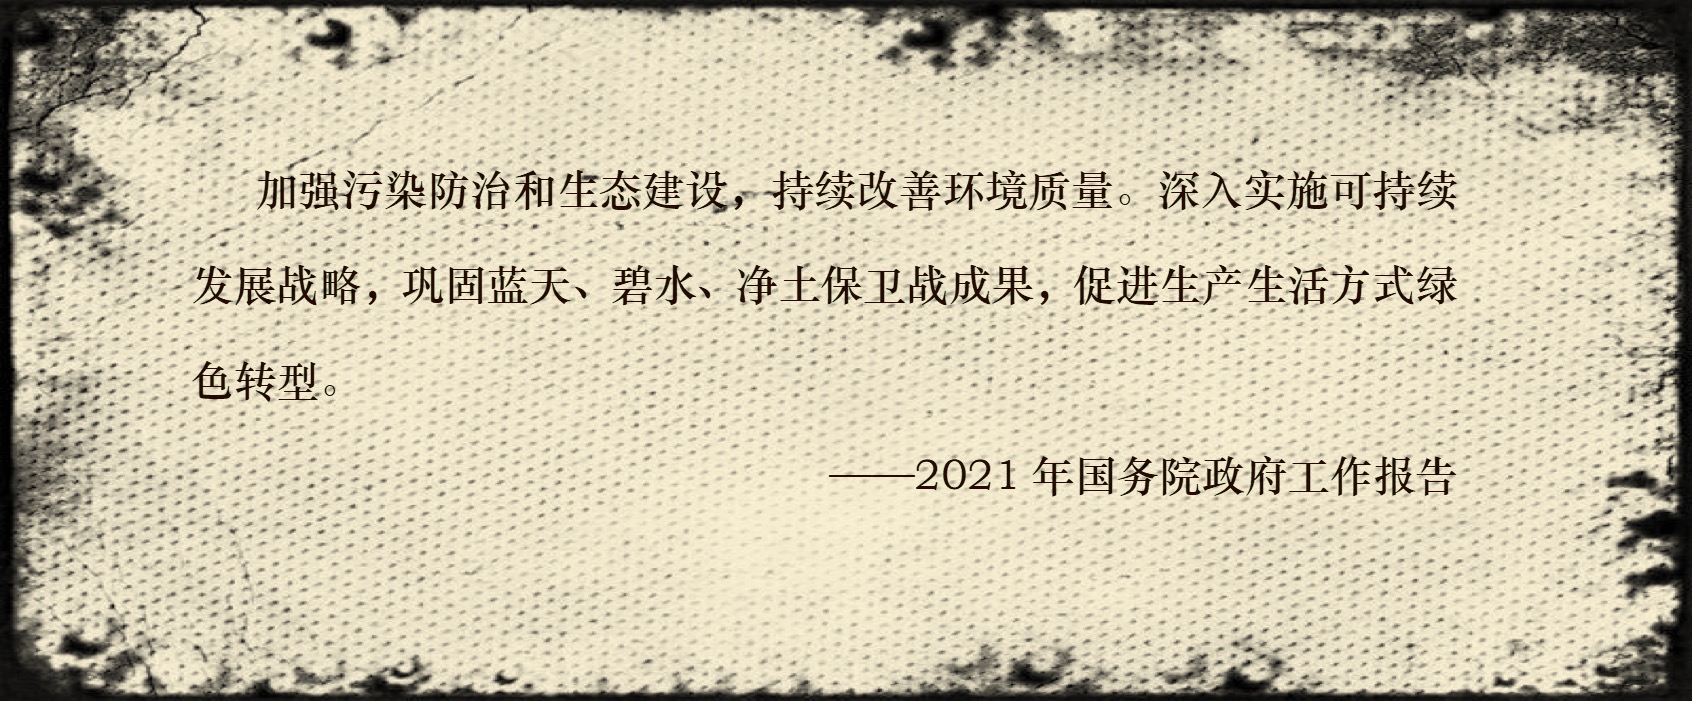 加强污染防治和生态建设，持续改善环境质量。深入实施可持续
发展战略，巩固蓝天、碧水、净土保卫战成果，促进生产生活方式绿
色转型。
——2021 年国务院政府工作报告